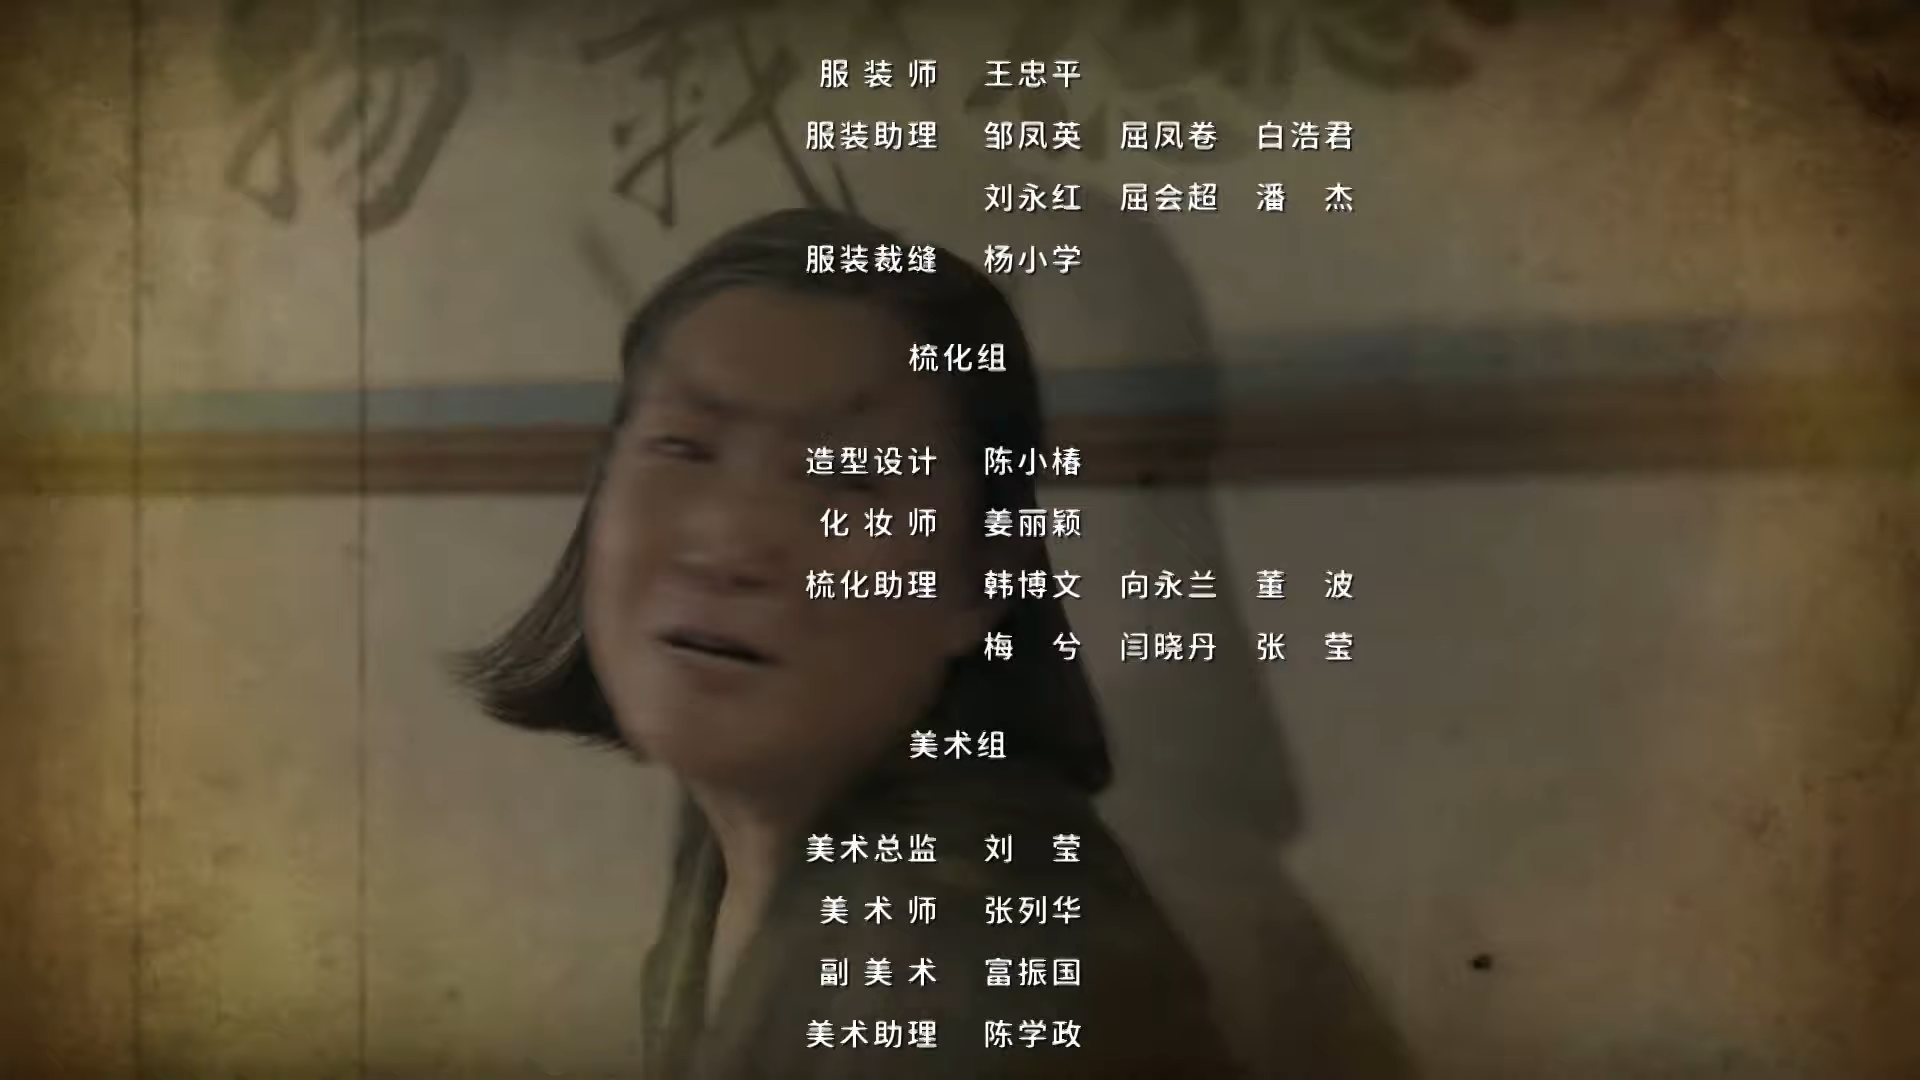 服装师 王忠平
服装助理 邹凤英 屈凤卷 白浩君
刘永红 屈会超 潘杰
服装裁缝 杨小学
梳化组
造型设计 陈小椿
化妆师 姜丽颖
梳化助理 韩博文 向永兰 董波
梅兮 闫晓丹 张莹
美术组
美术总监 刘莹
美术师 张列华
副美术 富振国
美术助理 陈学政